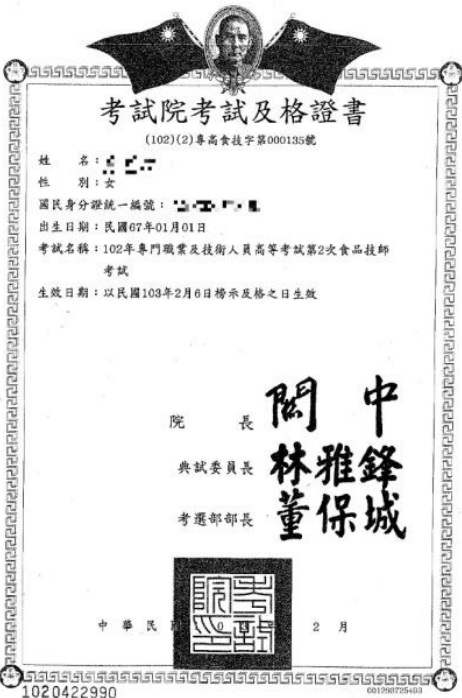 考試院考試及格證書
(102)(2)專高食技字第000135號
姓 名：
性 別：女
國民身分證統一編號：
出生日期：民國67年01月01日
考試名稱：102年專門職業及技術人員高等考試第2次食品技師
考試
生效日期：以民國103年2月6日榜示及格之日生效
院 長 關 中
典試委員長 林雅鋒
考選部部長 董保城
考試院印
中 華 民 2 月
1020422990
001290725403